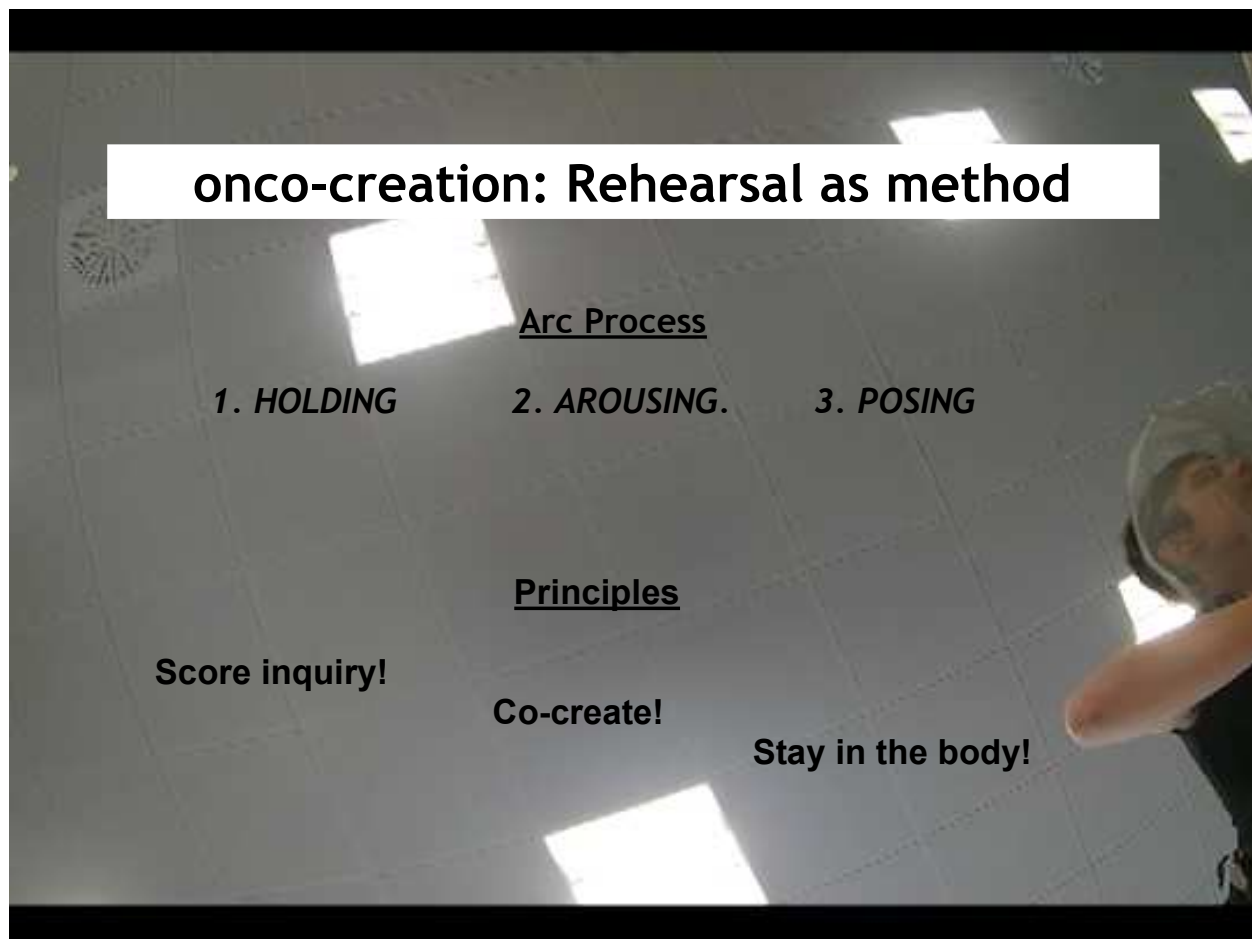 onco-creation: Rehearsal as method
Arc Process
1. HOLDING 2. AROUSING. 3. POSING
Principles
Score inquiry!
Co-create!
Stay in the body!